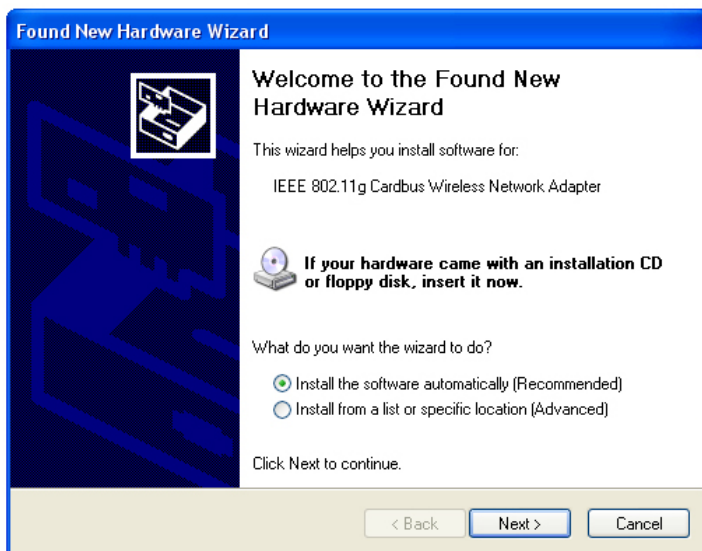 Found New Hardware Wizard
Welcome to the Found New
Hardware Wizard
This wizard helps you install software for:
IEEE 802.11g Cardbus Wireless Network Adapter
If your hardware came with an installation CD
or floppy disk, insert it now.
What do you want the wizard to do?
Install the software automatically (Recommended)
Install from a list or specific location (Advanced)
Click Next to continue.
< Back Next > Cancel